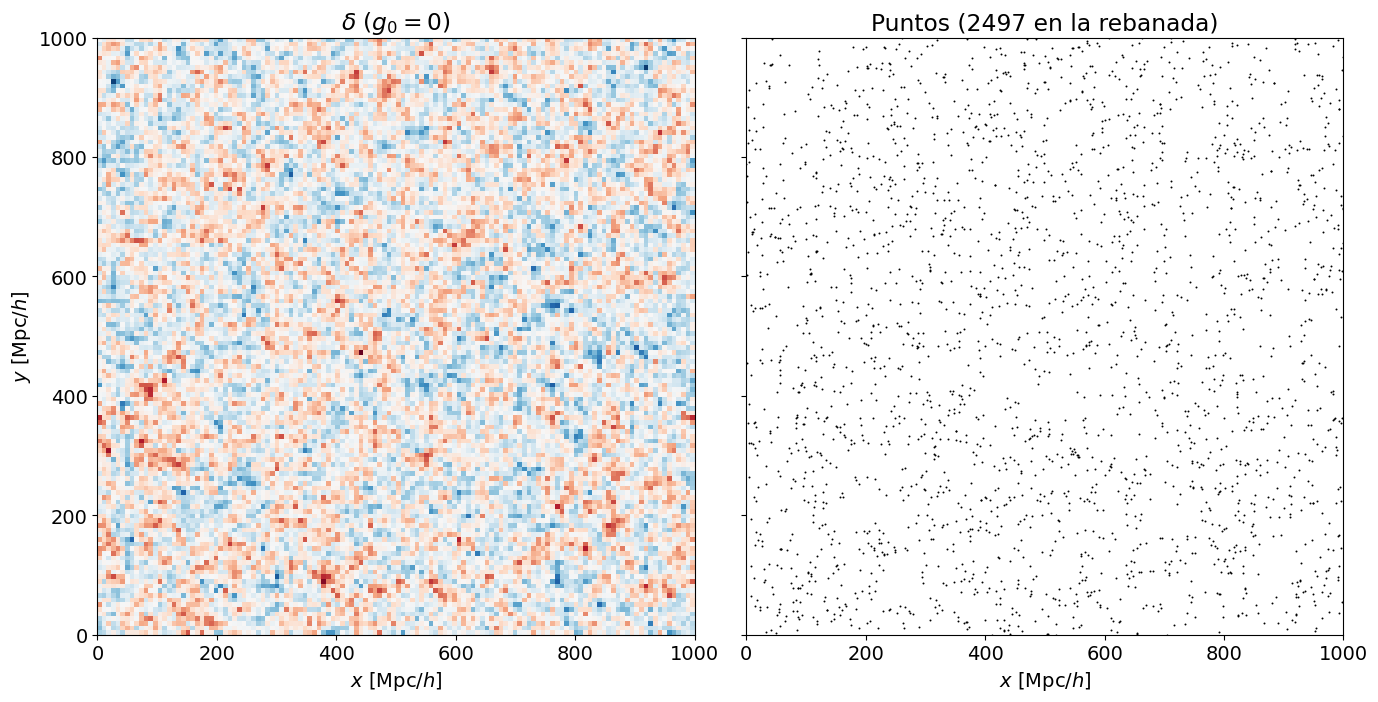 δ (g₀ = 0)
Puntos (2497 en la rebanada)
1000
800
600
400
200
0
y [Mpc/h]
0 200 400 600 800 1000
x [Mpc/h]
0 200 400 600 800 1000
x [Mpc/h]